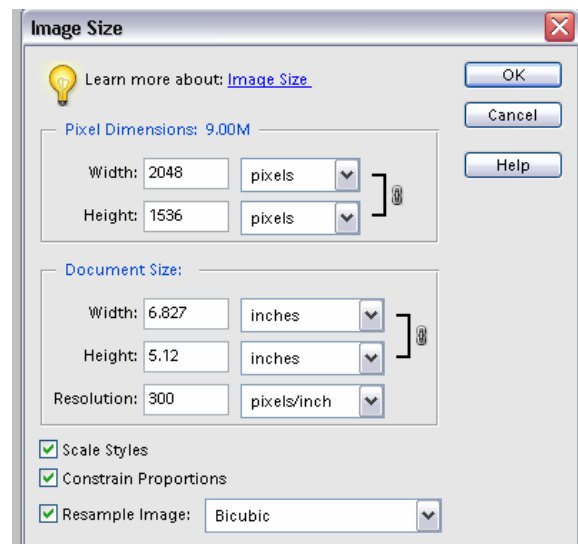 Image Size
Learn more about: Image Size
OK
Cancel
Help
Pixel Dimensions: 9.00M
Width: 2048 pixels
Height: 1536 pixels
Document Size:
Width: 6.827 inches
Height: 5.12 inches
Resolution: 300 pixels/inch
Scale Styles
Constrain Proportions
Resample Image: Bicubic